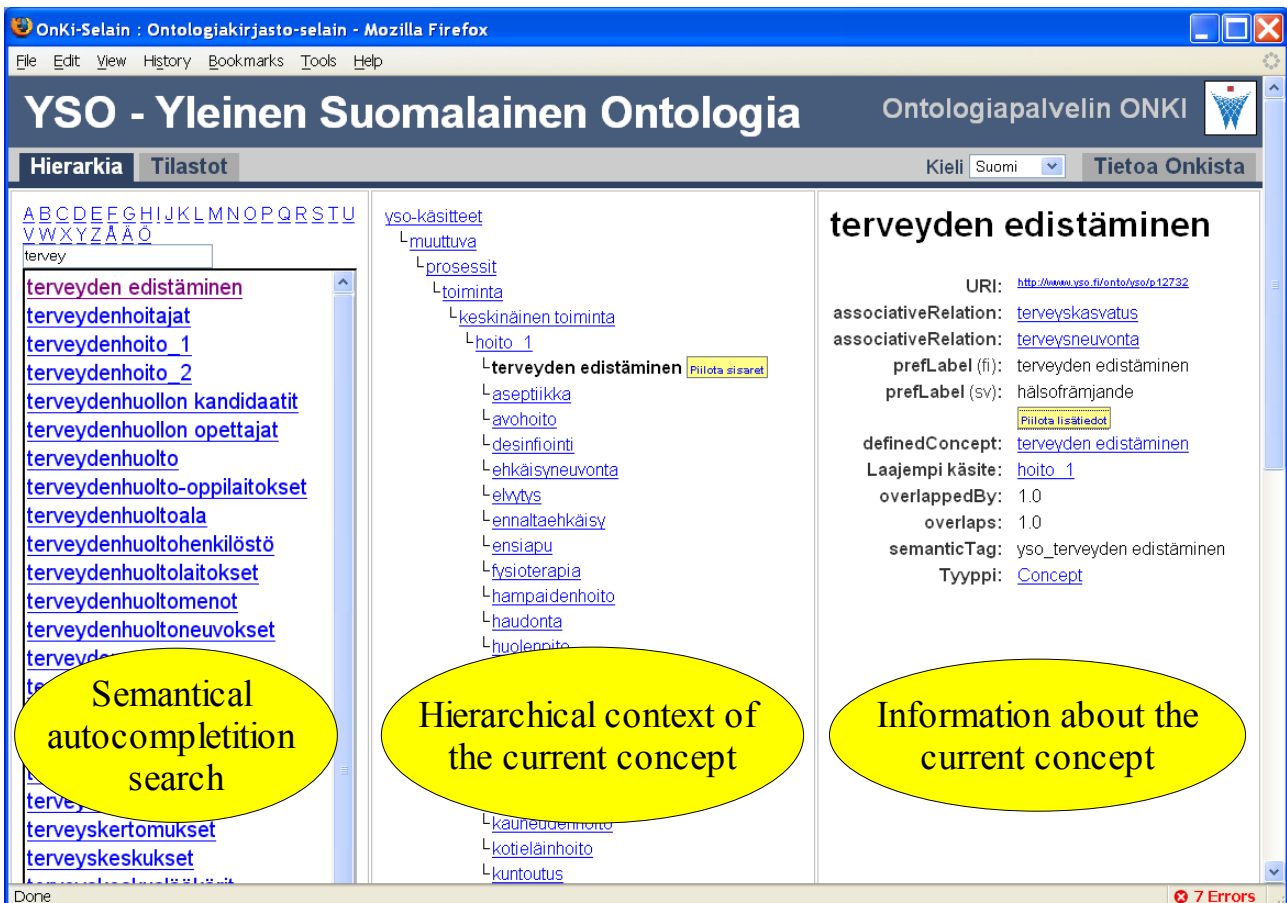 OnKi-Selain : Ontologiakirjasto-selain - Mozilla Firefox
File Edit View History Bookmarks Tools Help
YSO - Yleinen Suomalainen Ontologia
Ontologiapalvelin ONKI
Hierarkia Tilastot
Kieli Suomi Tietoa Onkista
A B C D E F G H I J K L M N O P Q R S T U
V W X Y Z Å Ä Ö
tervey
terveyden edistäminen
terveydenhoitajat
terveydenhoito_1
terveydenhoito_2
terveydenhuollon kandidaatit
terveydenhuollon opettajat
terveydenhuolto
terveydenhuolto-oppilaitokset
terveydenhuoltoala
terveydenhuoltohenkilöstö
terveydenhuoltolaitokset
terveydenhuoltomenot
terveydenhuoltoneuvokset
Semantical
autocompletition
search
terveyskertomukset
terveyskeskukset
yso-käsitteet
muuttuva
prosessit
toiminta
keskinäinen toiminta
hoito_1
terveyden edistäminen Piilota sisaret
aseptiikka
avohoito
desinfiointi
ehkäisyneuvonta
elvytys
ennaltaehkäisy
ensiapu
fysioterapia
hampaidenhoito
haudonta
huolenpito
Hierarchical context of
the current concept
kauneudenhoito
kotieläinhoito
kuntoutus
terveyden edistäminen
URI: http://www.yso.fi/onto/yso/p12732
associativeRelation: terveyskasvatus
associativeRelation: terveysneuvonta
prefLabel (fi): terveyden edistäminen
prefLabel (sv): hälsofrämjande
Piilota lisätiedot
definedConcept: terveyden edistäminen
Laajempi käsite: hoito_1
overlappedBy: 1.0
overlaps: 1.0
semanticTag: yso_terveyden edistäminen
Tyyppi: Concept
Information about the
current concept
Done
7 Errors